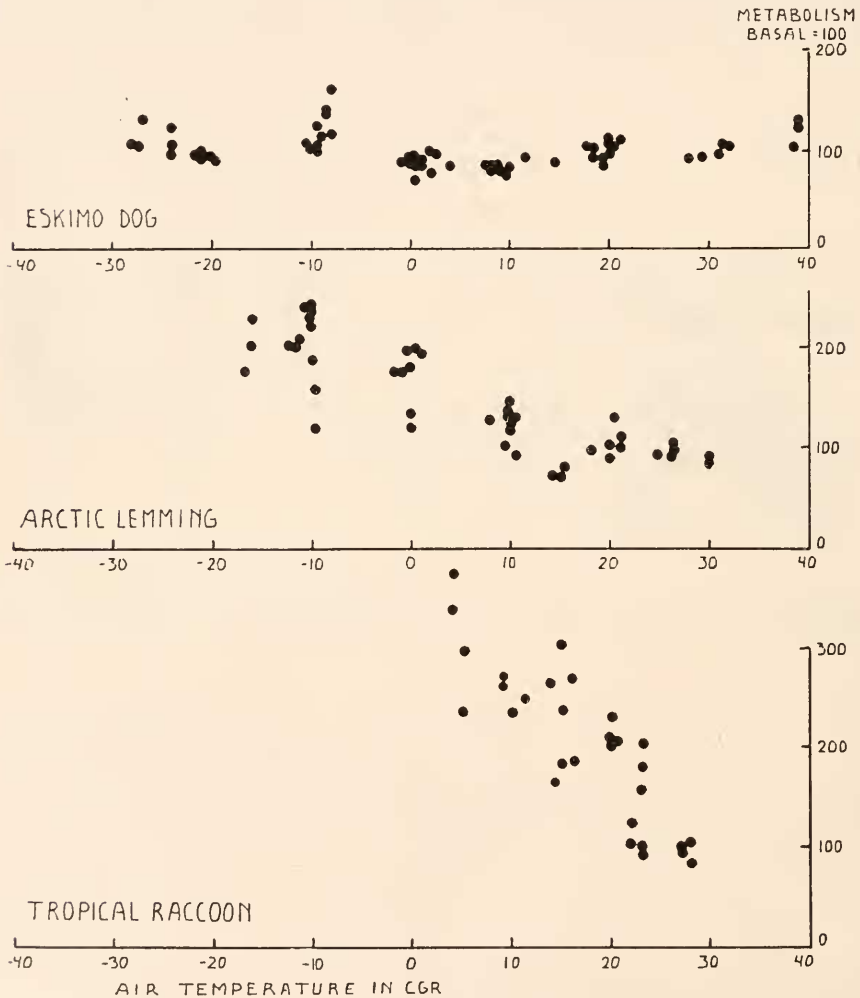 METABOLISM
BASAL = 100
200
100
0
ESKIMO DOG
-40 -30 -20 -10 0 10 20 30 40
200
100
0
ARCTIC LEMMING
-40 -30 -20 -10 0 10 20 30 40
300
200
100
0
TROPICAL RACCOON
-40 -30 -20 -10 0 10 20 30 40
AIR TEMPERATURE IN CGR